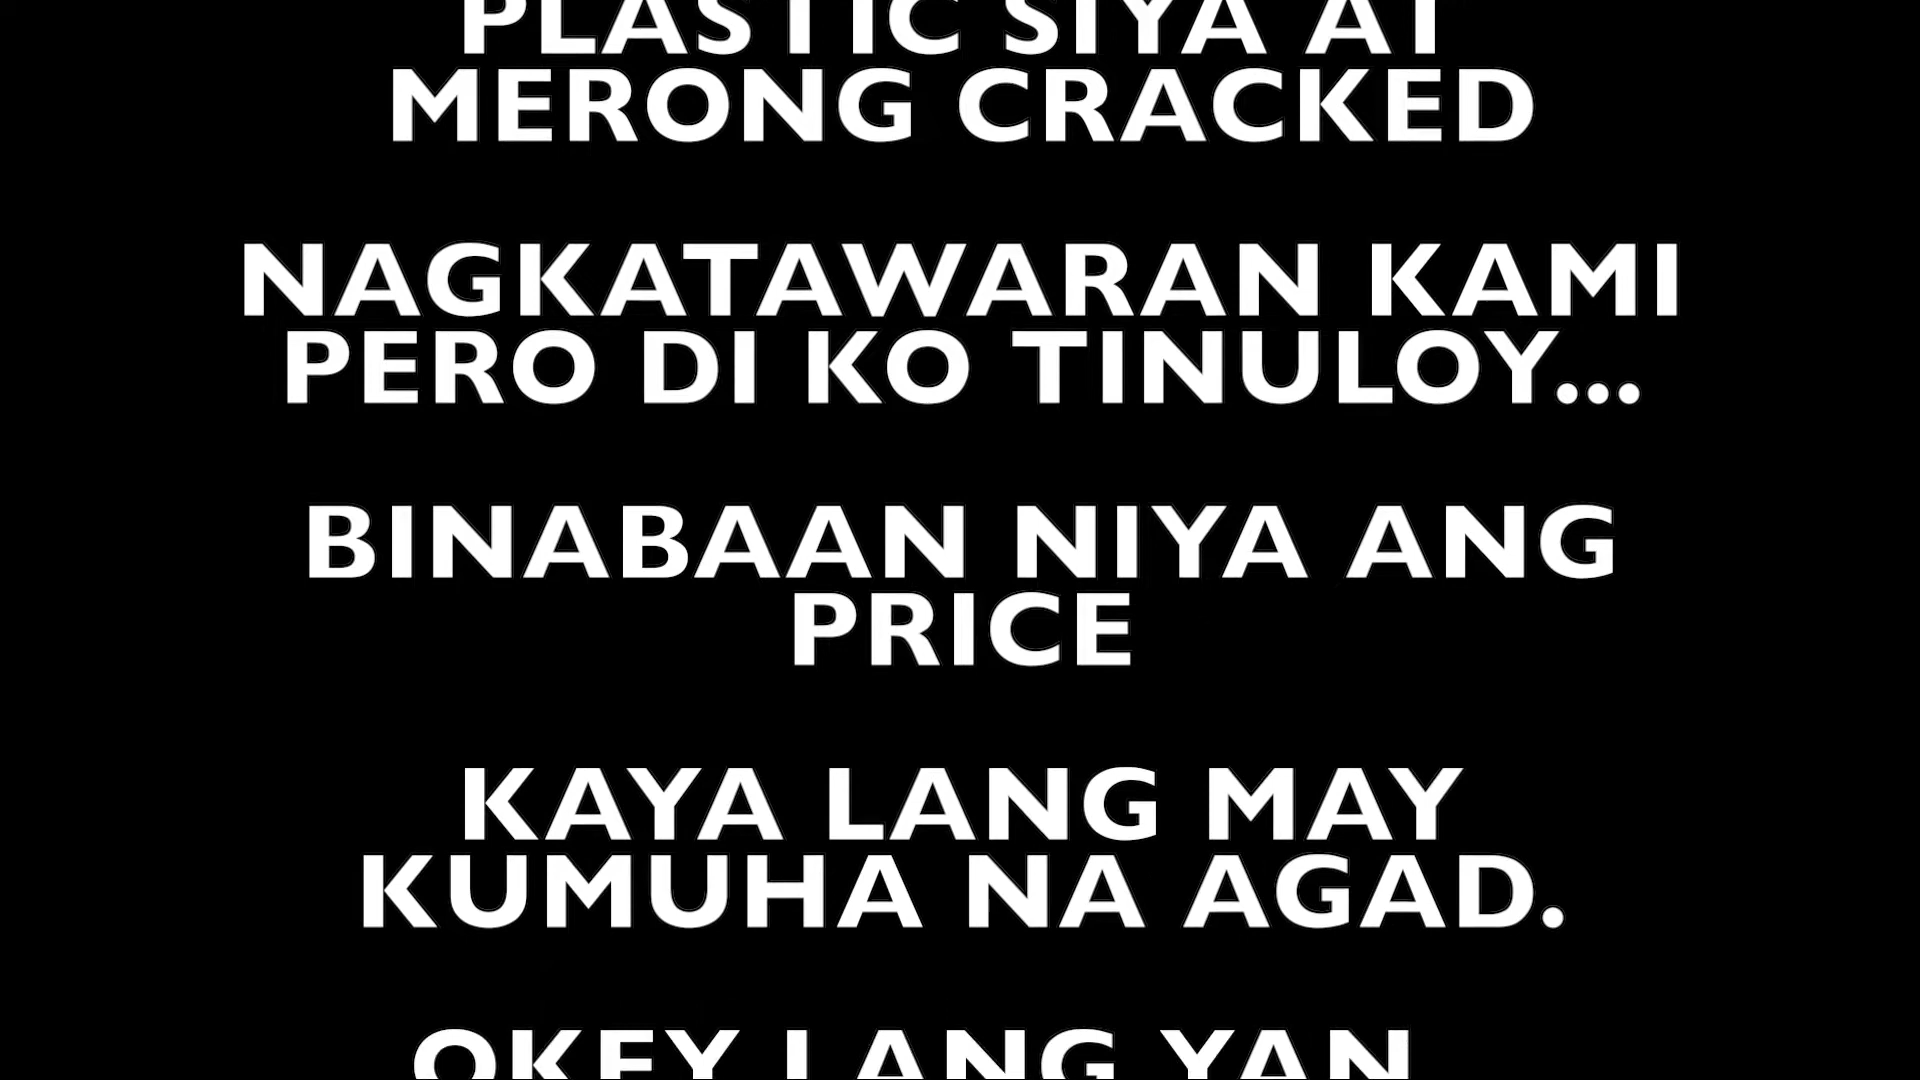 PLASTIC SIYA AT
MERONG CRACKED
NAGKATAWARAN KAMI
PERO DI KO TINULOY...
BINABAAN NIYA ANG
PRICE
KAYA LANG MAY
KUMUHA NA AGAD.
OKEY LANG YAN